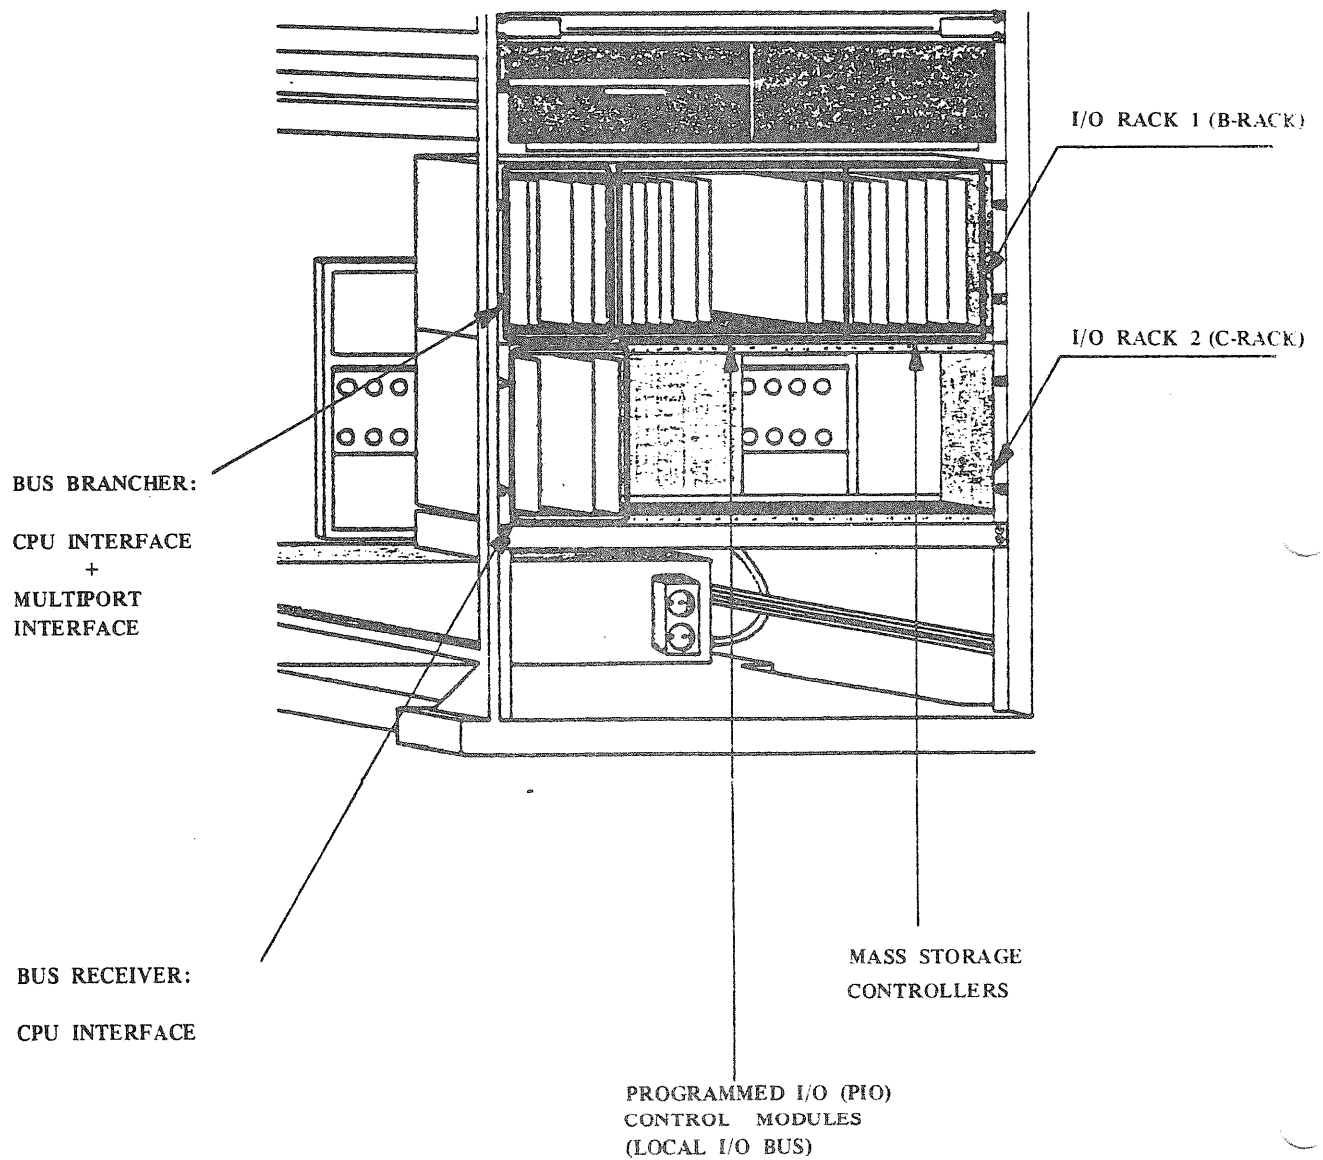 I/O RACK 1 (B-RACK)
I/O RACK 2 (C-RACK)
BUS BRANCHER:
CPU INTERFACE
+
MULTIPORT
INTERFACE
BUS RECEIVER:
CPU INTERFACE
MASS STORAGE
CONTROLLERS
PROGRAMMED I/O (PIO)
CONTROL MODULES
(LOCAL I/O BUS)